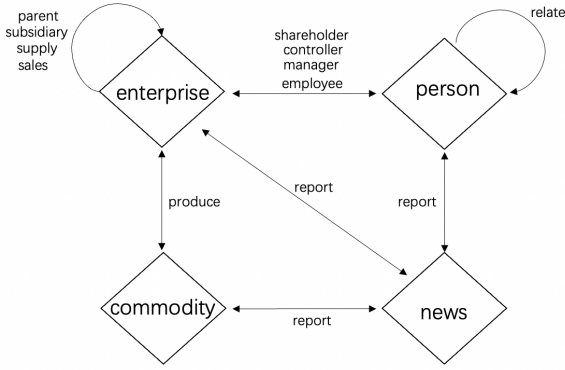 parent
subsidiary
supply
sales
shareholder
controller
manager
employee
relate
enterprise
person
report
produce
report
commodity
report
news